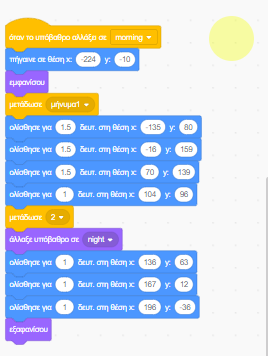 όταν το υπόβαθρο αλλάξει σε morning
πήγαινε σε θέση x: -224 y: -10
εμφανίσου
μετάδωσε μήνυμα1
ολίσθησε για 1.5 δευτ. στη θέση x: -135 y: 80
ολίσθησε για 1.5 δευτ. στη θέση x: -16 y: 159
ολίσθησε για 1.5 δευτ. στη θέση x: 70 y: 139
ολίσθησε για 1 δευτ. στη θέση x: 104 y: 96
μετάδωσε 2
άλλαξε υπόβαθρο σε night
ολίσθησε για 1 δευτ. στη θέση x: 136 y: 63
ολίσθησε για 1 δευτ. στη θέση x: 167 y: 12
ολίσθησε για 1 δευτ. στη θέση x: 196 y: -36
εξαφανίσου